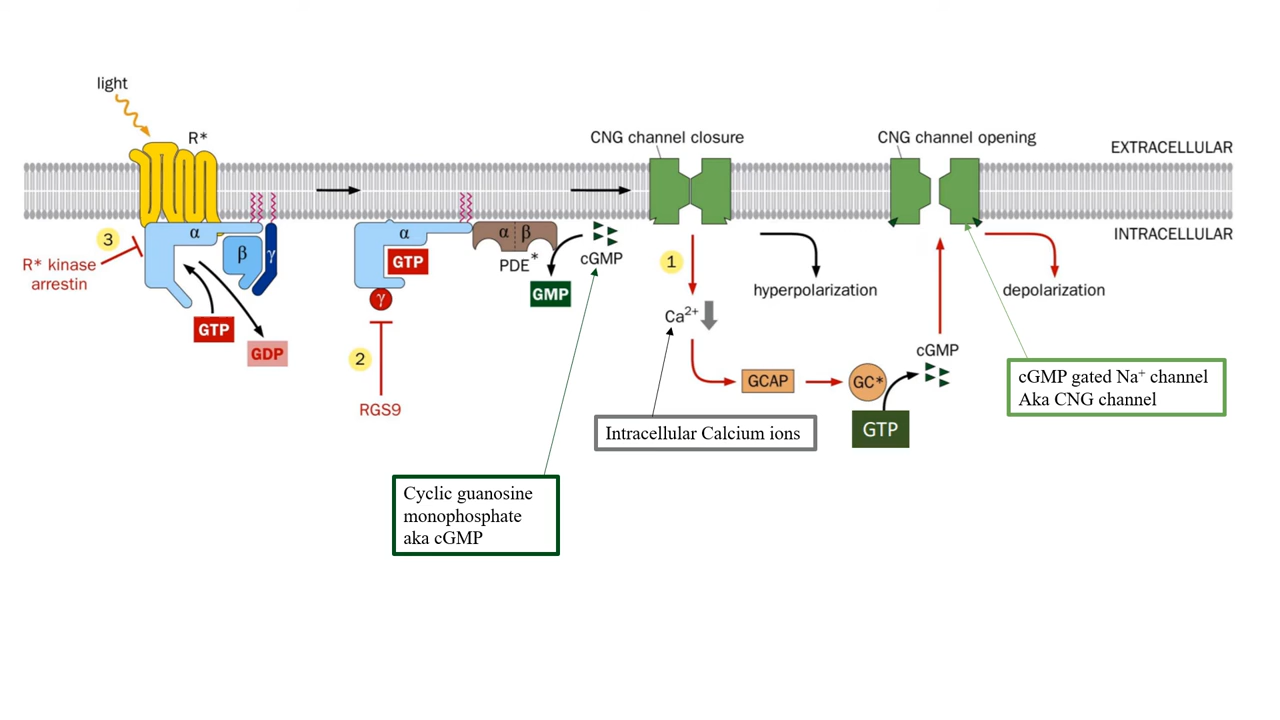 light
R*
CNG channel closure
CNG channel opening
EXTRACELLULAR
INTRACELLULAR
3
R* kinase
arrestin
α
β
γ
GTP
GDP
α
GTP
γ
2
RGS9
α β
PDE*
GMP
cGMP
1
Ca²⁺
hyperpolarization
depolarization
GCAP
GC*
GTP
cGMP
cGMP gated Na⁺ channel
Aka CNG channel
Intracellular Calcium ions
Cyclic guanosine
monophosphate
aka cGMP